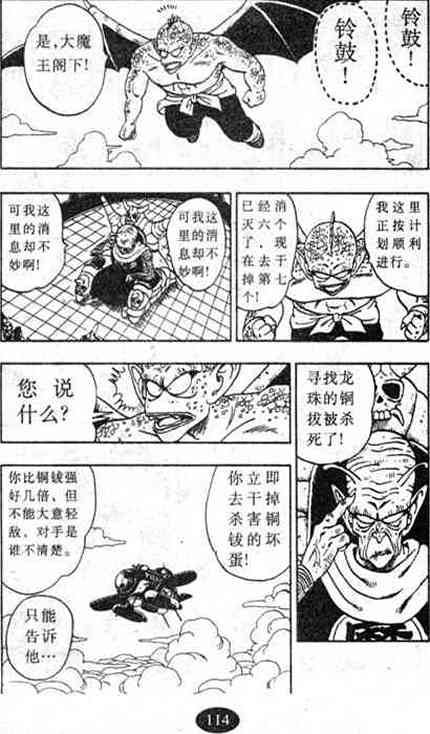 铃鼓!
铃鼓!
是,大魔
王阁下!
我这里
正按计
划顺利
进行。
已经消
灭了六
个,现
在去干
掉第七
个!
可我这
里的消
息却不
妙啊!
可我这
里的消
息却不
妙啊!
寻找龙
珠的铜
拔被杀
死了!
您说
什么?
你立即
去干掉
杀害铜
钹的坏
蛋!
你比铜钹强
好几倍、但
不能大意轻
敌、对手是
谁不清楚。
只能
告诉
他…
114